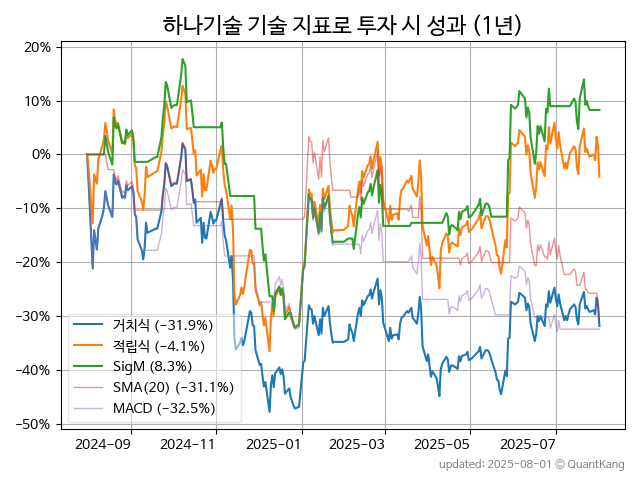 하나기술 기술 지표로 투자 시 성과 (1년)
20%
10%
0%
−10%
−20%
−30%
−40%
−50%
거치식 (−31.9%)
적립식 (−4.1%)
SigM (8.3%)
SMA(20) (−31.1%)
MACD (−32.5%)
2024−09
2024−11
2025−01
2025−03
2025−05
2025−07
updated: 2025-08-01 © QuantKang